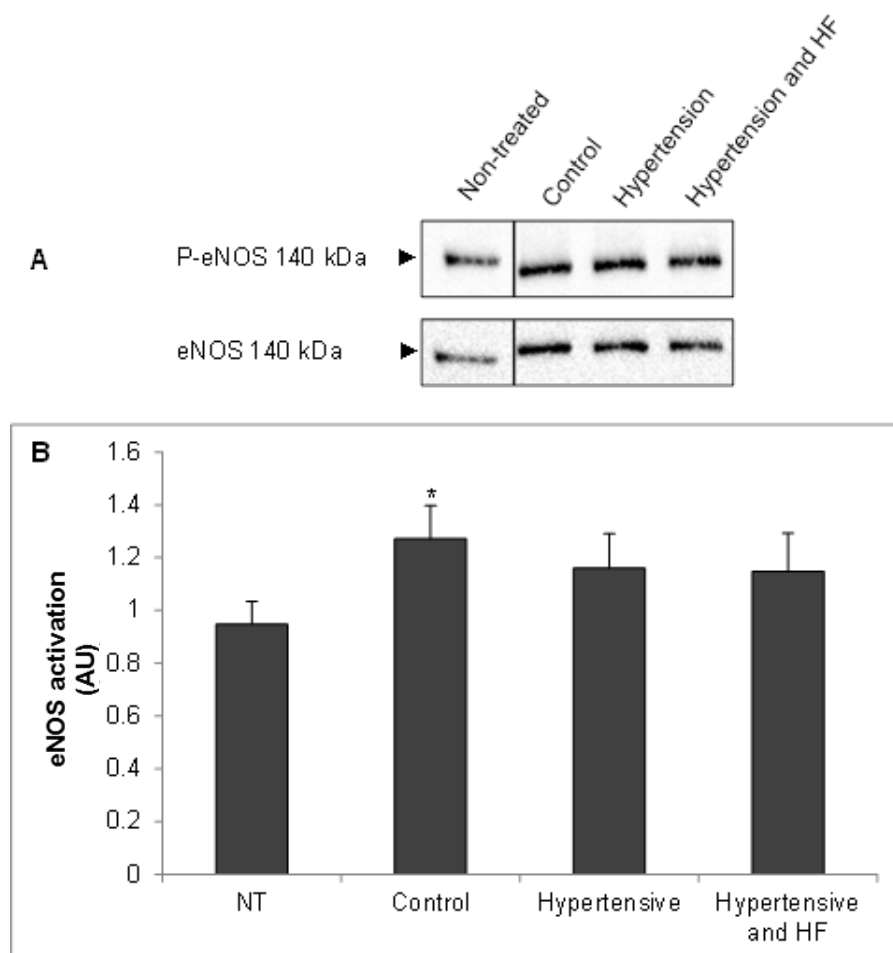 Non-treated
Control
Hypertension
Hypertension and HF
A
P-eNOS 140 kDa
eNOS 140 kDa
B
eNOS activation
(AU)
1.6
1.4
1.2
1
0.8
0.6
0.4
0.2
0
*
NT
Control
Hypertensive
Hypertensive
and HF